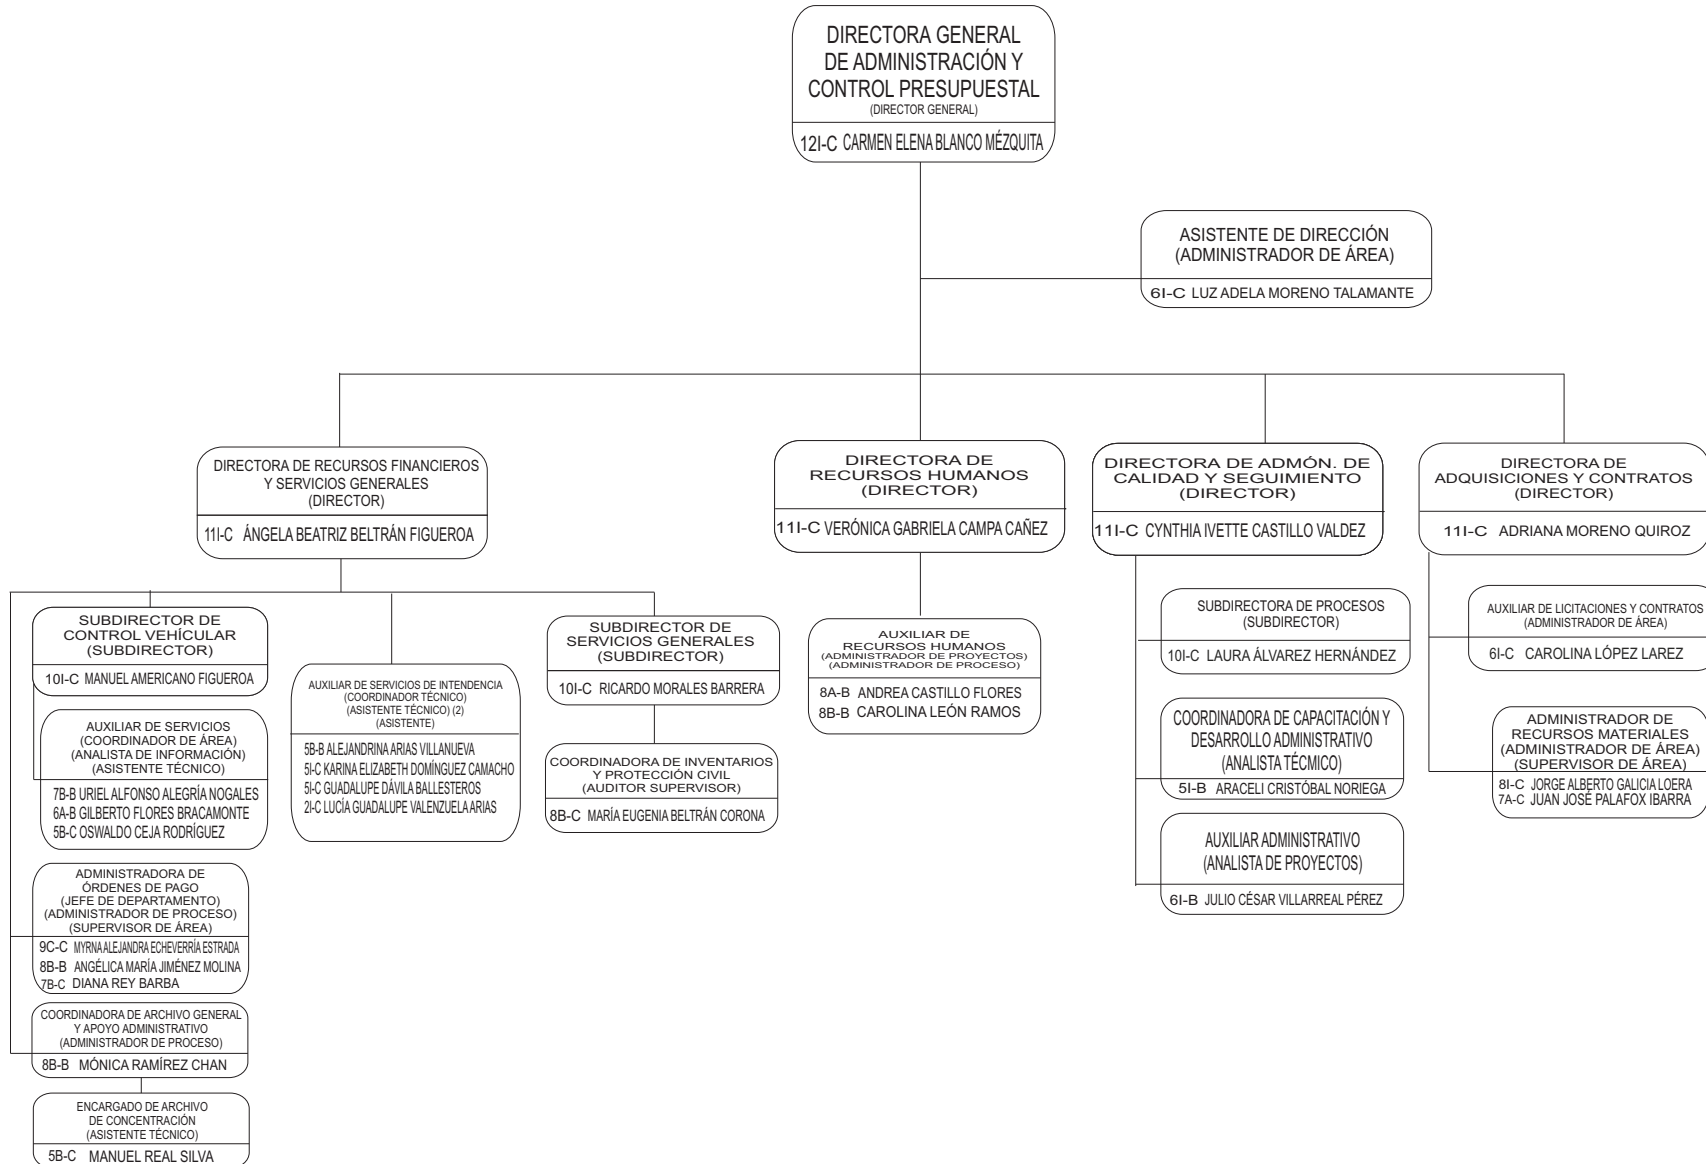 DIRECTORA GENERAL
DE ADMINISTRACIÓN Y
CONTROL PRESUPUESTAL
(DIRECTOR GENERAL)
12I-C CARMEN ELENA BLANCO MÉZQUITA
ASISTENTE DE DIRECCIÓN
(ADMINISTRADOR DE ÁREA)
6I-C LUZ ADELA MORENO TALAMANTE
DIRECTORA DE RECURSOS FINANCIEROS
Y SERVICIOS GENERALES
(DIRECTOR)
11I-C ÁNGELA BEATRIZ BELTRÁN FIGUEROA
DIRECTORA DE
RECURSOS HUMANOS
(DIRECTOR)
11I-C VERÓNICA GABRIELA CAMPA CAÑEZ
DIRECTORA DE ADMÓN. DE
CALIDAD Y SEGUIMIENTO
(DIRECTOR)
11I-C CYNTHIA IVETTE CASTILLO VALDEZ
DIRECTORA DE
ADQUISICIONES Y CONTRATOS
(DIRECTOR)
11I-C ADRIANA MORENO QUIROZ
SUBDIRECTOR DE
CONTROL VEHÍCULAR
(SUBDIRECTOR)
10I-C MANUEL AMERICANO FIGUEROA
AUXILIAR DE SERVICIOS
(COORDINADOR DE ÁREA)
(ANALISTA DE INFORMACIÓN)
(ASISTENTE TÉCNICO)
7B-B URIEL ALFONSO ALEGRÍA NOGALES
6A-B GILBERTO FLORES BRACAMONTE
5B-C OSWALDO CEJA RODRÍGUEZ
ADMINISTRADORA DE
ÓRDENES DE PAGO
(JEFE DE DEPARTAMENTO)
(ADMINISTRADOR DE PROCESO)
(SUPERVISOR DE ÁREA)
9C-C MYRNA ALEJANDRA ECHEVERRÍA ESTRADA
8B-B ANGÉLICA MARÍA JIMÉNEZ MOLINA
7B-C DIANA REY BARBA
COORDINADORA DE ARCHIVO GENERAL
Y APOYO ADMINISTRATIVO
(ADMINISTRADOR DE PROCESO)
8B-B MÓNICA RAMÍREZ CHAN
ENCARGADO DE ARCHIVO
DE CONCENTRACIÓN
(ASISTENTE TÉCNICO)
5B-C MANUEL REAL SILVA
AUXILIAR DE SERVICIOS DE INTENDENCIA
(COORDINADOR TÉCNICO)
(ASISTENTE TÉCNICO) (2)
(ASISTENTE)
5B-B ALEJANDRINA ARIAS VILLANUEVA
5I-C KARINA ELIZABETH DOMÍNGUEZ CAMACHO
5I-C GUADALUPE DÁVILA BALLESTEROS
2I-C LUCÍA GUADALUPE VALENZUELA ARIAS
SUBDIRECTOR DE
SERVICIOS GENERALES
(SUBDIRECTOR)
10I-C RICARDO MORALES BARRERA
COORDINADORA DE INVENTARIOS
Y PROTECCIÓN CIVIL
(AUDITOR SUPERVISOR)
8B-C MARÍA EUGENIA BELTRÁN CORONA
AUXILIAR DE
RECURSOS HUMANOS
(ADMINISTRADOR DE PROYECTOS)
(ADMINISTRADOR DE PROCESO)
8A-B ANDREA CASTILLO FLORES
8B-B CAROLINA LEÓN RAMOS
SUBDIRECTORA DE PROCESOS
(SUBDIRECTOR)
10I-C LAURA ÁLVAREZ HERNÁNDEZ
COORDINADORA DE CAPACITACIÓN Y
DESARROLLO ADMINISTRATIVO
(ANALISTA TÉCMICO)
5I-B ARACELI CRISTÓBAL NORIEGA
AUXILIAR ADMINISTRATIVO
(ANALISTA DE PROYECTOS)
6I-B JULIO CÉSAR VILLARREAL PÉREZ
AUXILIAR DE LICITACIONES Y CONTRATOS
(ADMINISTRADOR DE ÁREA)
6I-C CAROLINA LÓPEZ LAREZ
ADMINISTRADOR DE
RECURSOS MATERIALES
(ADMINISTRADOR DE ÁREA)
(SUPERVISOR DE ÁREA)
8I-C JORGE ALBERTO GALICIA LOERA
7A-C JUAN JOSÉ PALAFOX IBARRA